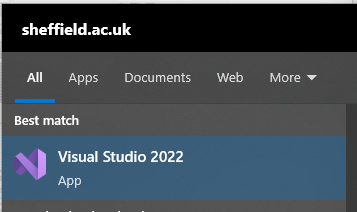 sheffield.ac.uk
All Apps Documents Web More
Best match
Visual Studio 2022
App